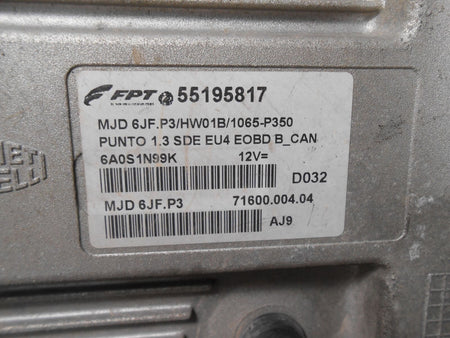 FPT 55195817
MJD 6JF.P3/HW01B/1065-P350
PUNTO 1.3 SDE EU4 EOBD B_CAN
6A0S1N99K 12V=
D032
MJD 6JF.P3 71600.004.04
AJ9